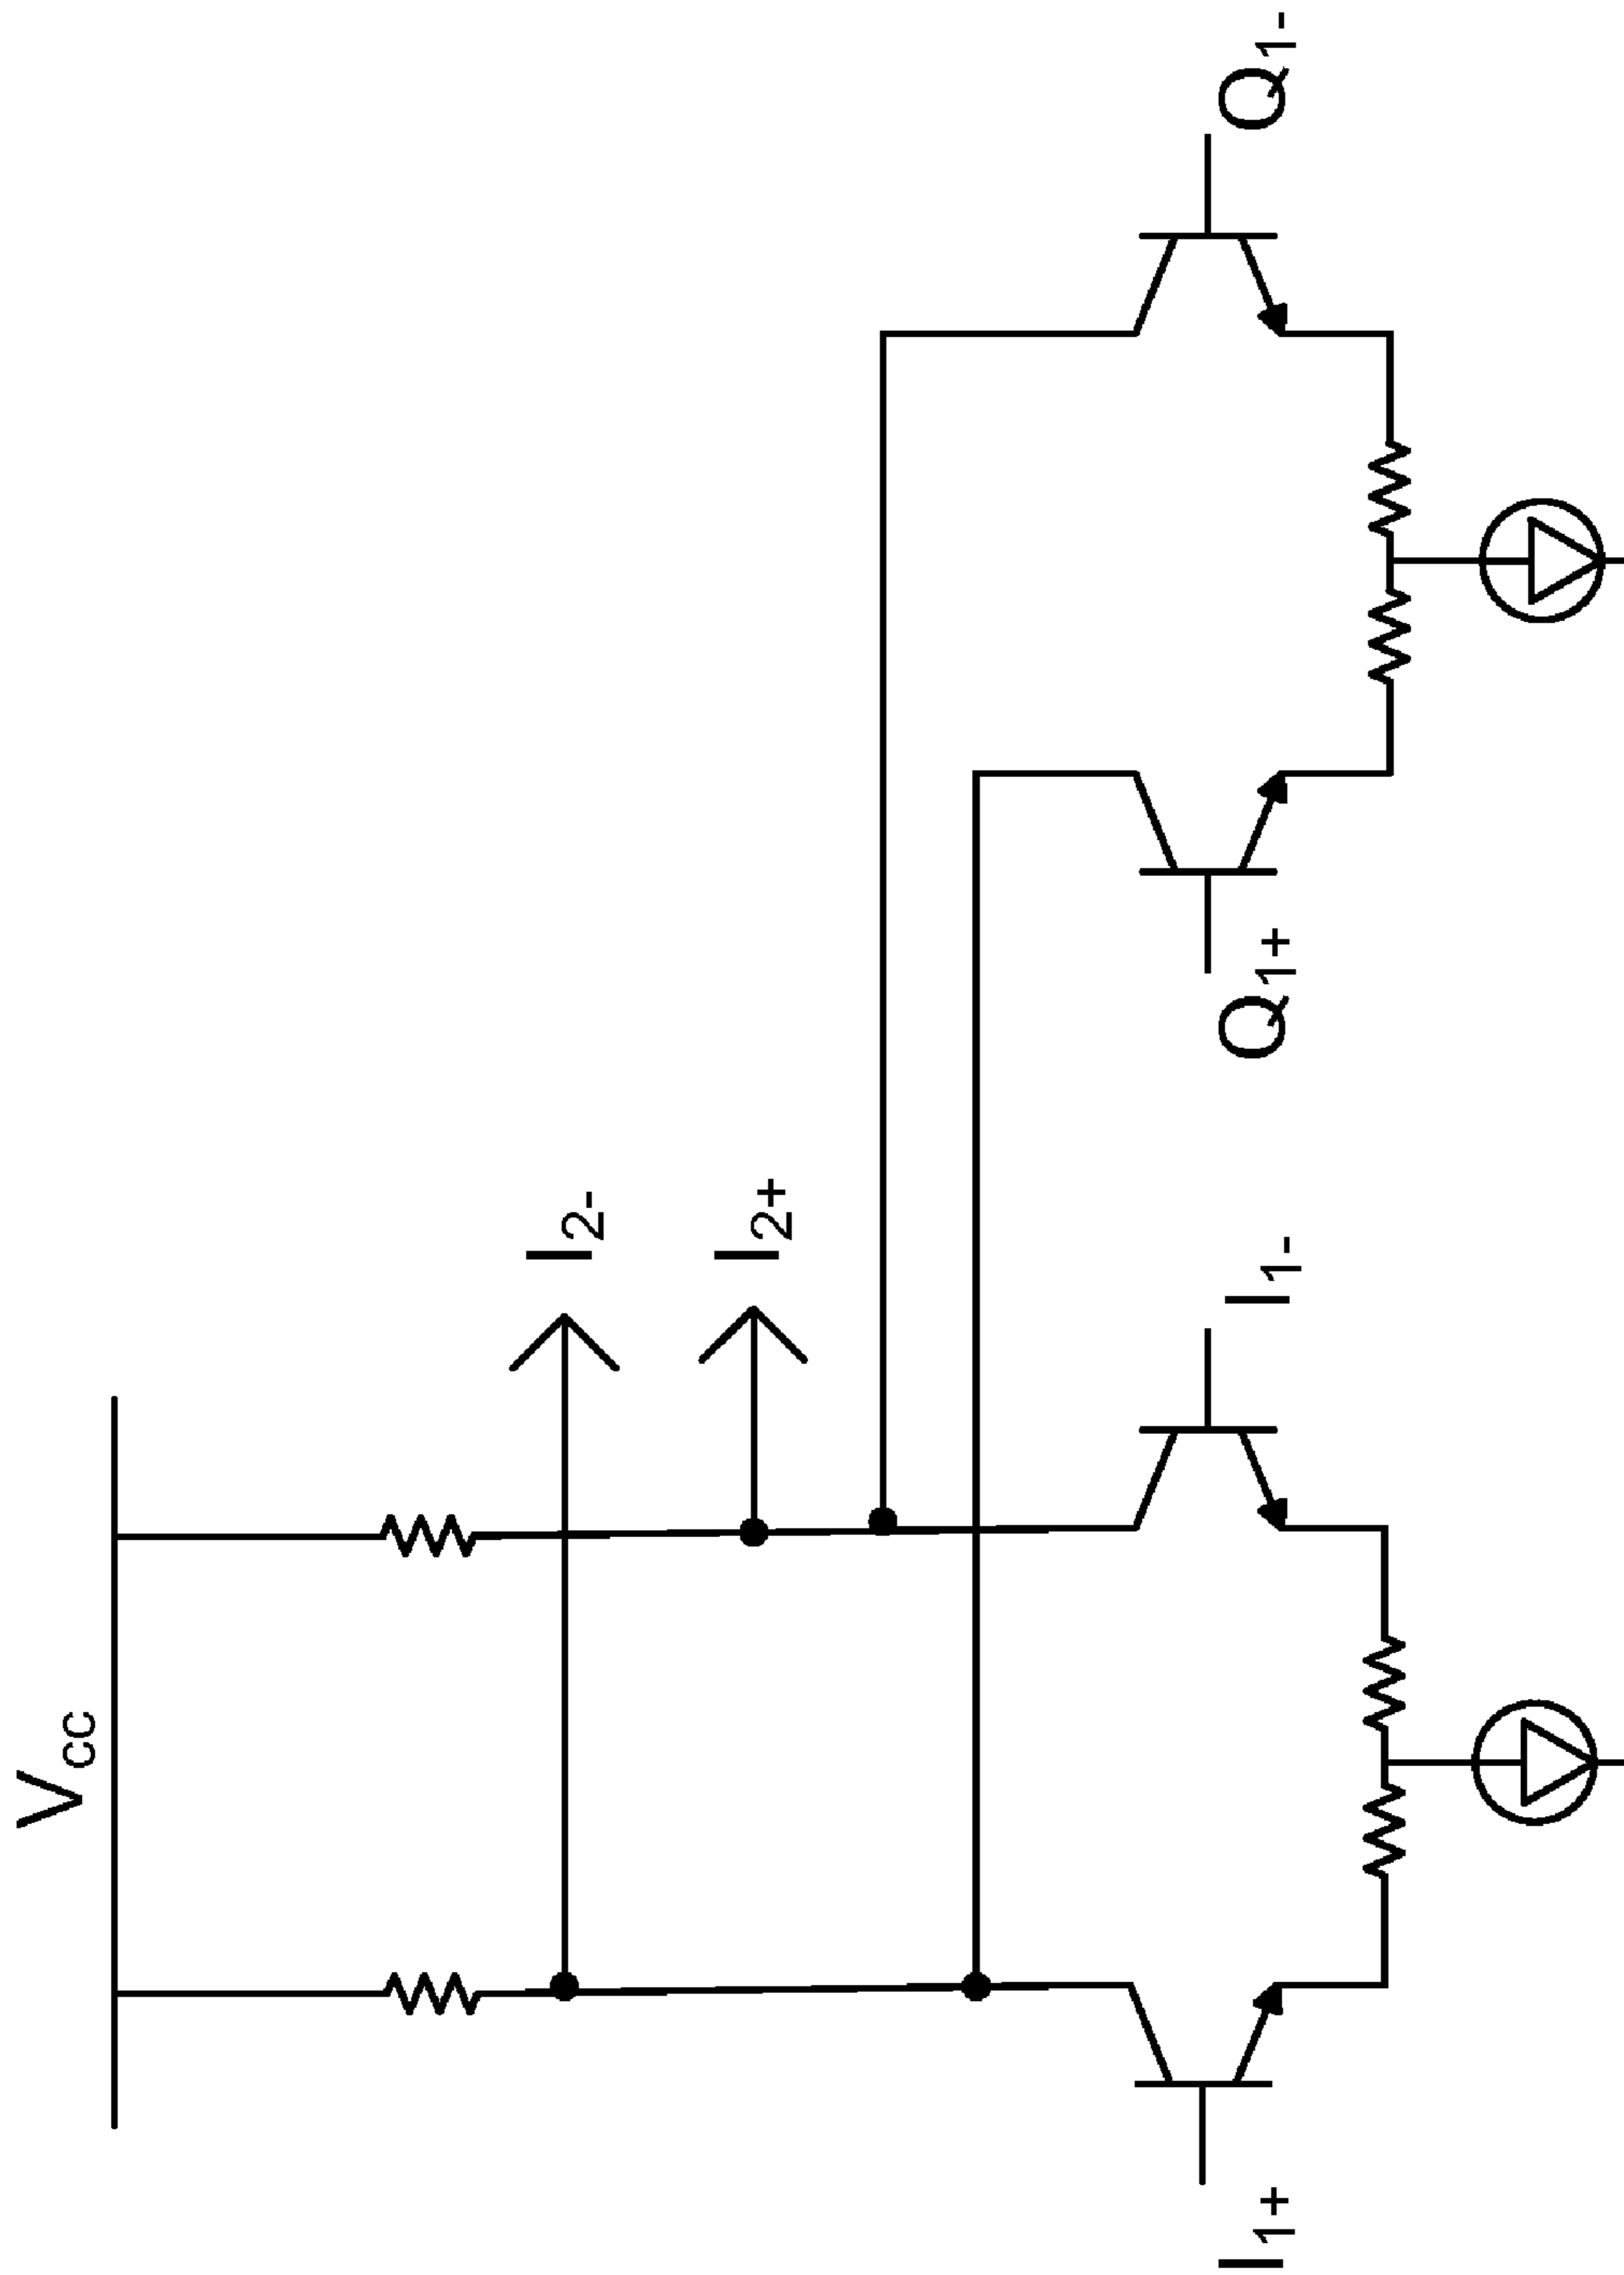 Vcc
I2-
I2+
I1+
I1-
Q1+
Q1-